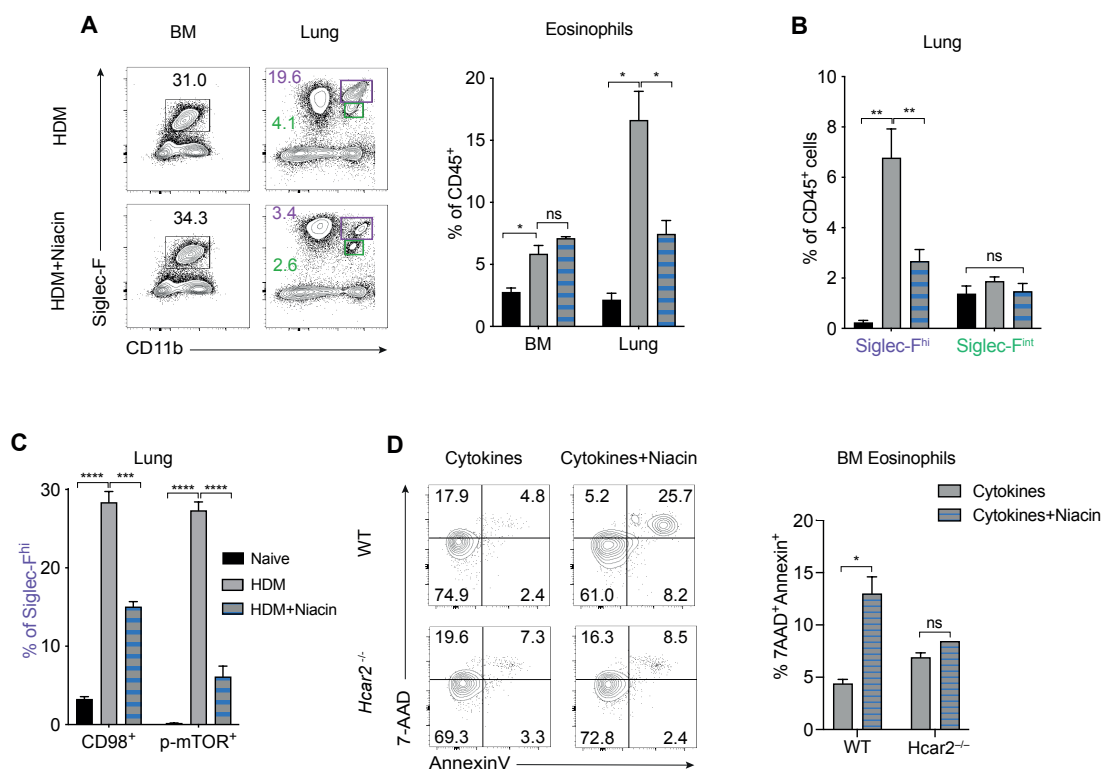 A
BM
Lung
HDM
31.0
19.6
4.1
HDM+Niacin
34.3
3.4
2.6
Siglec-F
CD11b
Eosinophils
% of CD45⁺
20
15
10
5
0
*
ns
*
*
BM
Lung
B
Lung
% of CD45⁺ cells
10
8
6
4
2
0
**
**
ns
Siglec-Fʰⁱ
Siglec-Fⁱⁿᵗ
C
Lung
% of Siglec-Fʰⁱ
30
20
10
0
****
***
****
****
CD98⁺
p-mTOR⁺
Naive
HDM
HDM+Niacin
D
Cytokines
Cytokines+Niacin
WT
17.9
4.8
74.9
2.4
5.2
25.7
61.0
8.2
Hcar2 ⁻/⁻
19.6
7.3
69.3
3.3
16.3
8.5
72.8
2.4
7-AAD
AnnexinV
BM Eosinophils
Cytokines
Cytokines+Niacin
% 7AAD⁺ Annexin⁺
20
15
10
5
0
*
ns
WT
Hcar2⁻/⁻